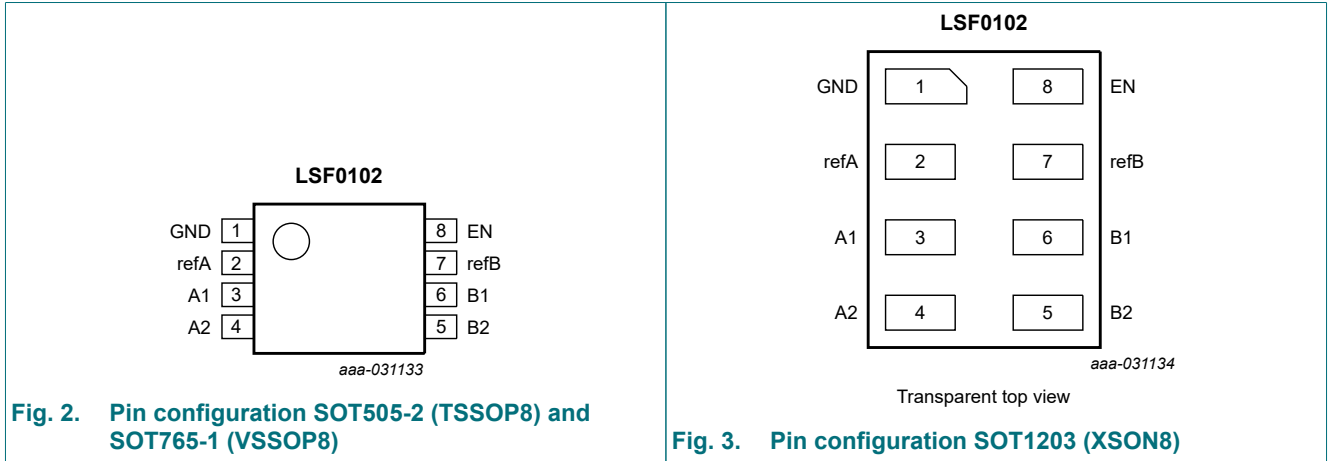 LSF0102
GND 1 8 EN
refA 2 7 refB
A1 3 6 B1
A2 4 5 B2
aaa-031133
Fig. 2. Pin configuration SOT505-2 (TSSOP8) and
SOT765-1 (VSSOP8)
LSF0102
GND 1 8 EN
refA 2 7 refB
A1 3 6 B1
A2 4 5 B2
aaa-031134
Transparent top view
Fig. 3. Pin configuration SOT1203 (XSON8)